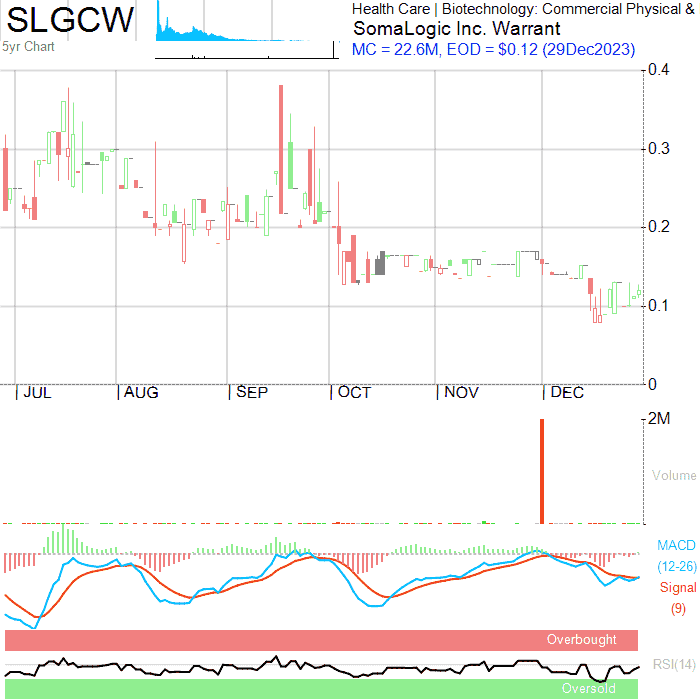 SLGCW
5yr Chart
Health Care | Biotechnology: Commercial Physical &
SomaLogic Inc. Warrant
MC = 22.6M, EOD = $0.12 (29Dec2023)
0.4
0.3
0.2
0.1
0
JUL
AUG
SEP
OCT
NOV
DEC
2M
Volume
MACD
(12-26)
Signal
(9)
Overbought
RSI(14)
Oversold